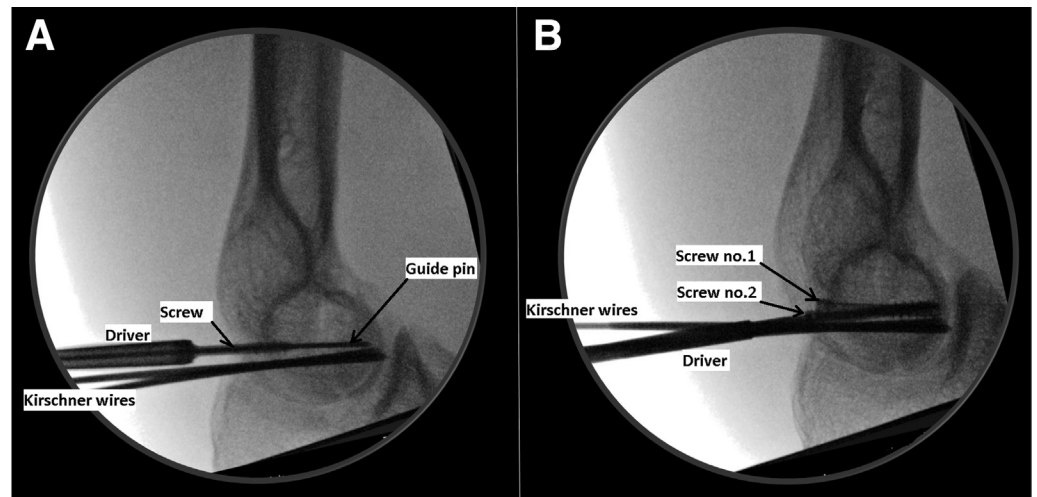 A
B
Guide pin
Screw
Driver
Kirschner wires
Screw no.1
Screw no.2
Kirschner wires
Driver